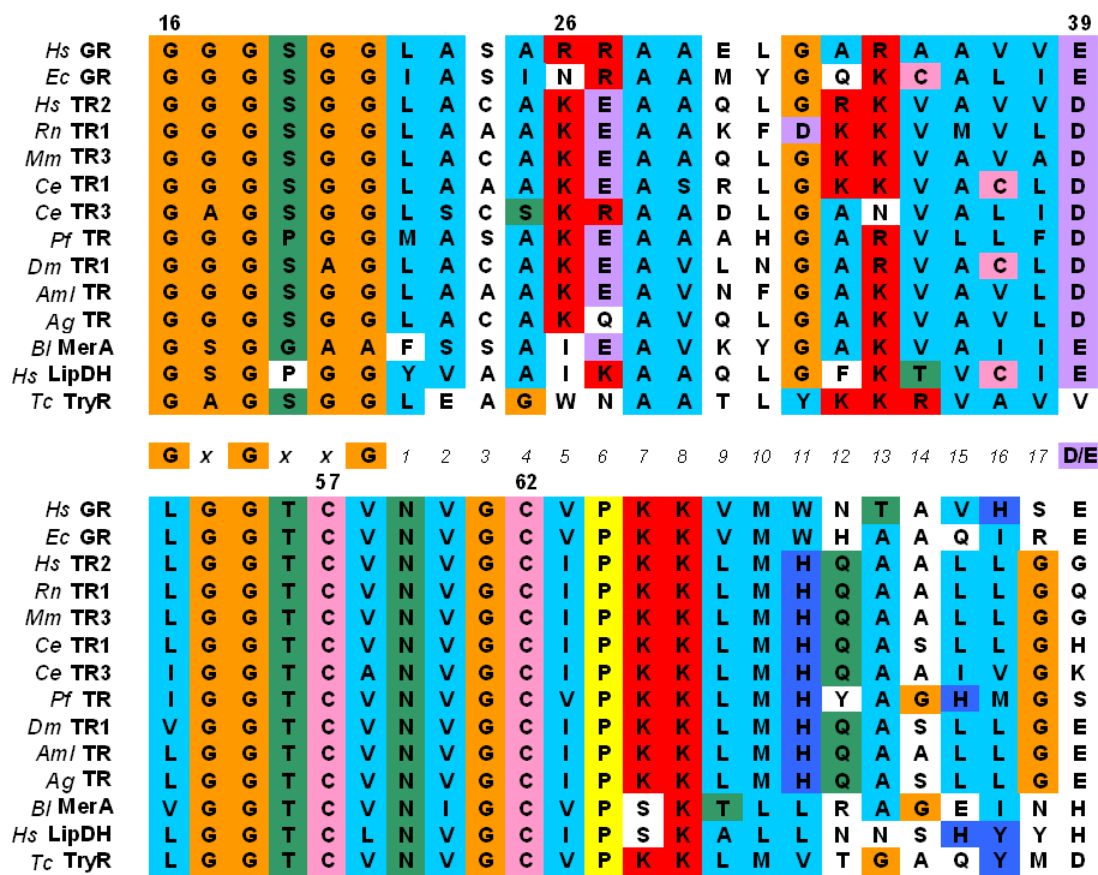 16 26 39
Hs GR G G G S G G L A S A R R A A E L G A R A A V V E
Ec GR G G G S G G I A S I N R A A M Y G Q K C A L I E
Hs TR2 G G G S G G L A C A K E A A Q L G R K V A V V D
Rn TR1 G G G S G G L A A A K E A A K F D K K V M V L D
Mm TR3 G G G S G G L A C A K E A A Q L G K K V A V A D
Ce TR1 G G G S G G L A A A K E A S R L G K K V A C L D
Ce TR3 G A G S G G L S C S K R A A D L G A N V A L I D
Pf TR G G G P G G M A S A K E A A A H G A R V L L F D
Dm TR1 G G G S A G L A C A K E A V L N G A R V A C L D
Aml TR G G G S G G L A A A K E A V N F G A K V A V L D
Ag TR G G G S G G L A C A K Q A V Q L G A K V A V L D
Bl MerA G S G G A A F S S A I E A V K Y G A K V A I I E
Hs LipDH G S G P G G Y V A A I K A A Q L G F K T V C I E
Tc TryR G A G S G G L E A G W N A A T L Y K K R V A V V
G x G x x G 1 2 3 4 5 6 7 8 9 10 11 12 13 14 15 16 17 D/E
57 62
Hs GR L G G T C V N V G C V P K K V M W N T A V H S E
Ec GR L G G T C V N V G C V P K K V M W H A A Q I R E
Hs TR2 L G G T C V N V G C I P K K L M H Q A A L L G G
Rn TR1 L G G T C V N V G C I P K K L M H Q A A L L G Q
Mm TR3 L G G T C V N V G C I P K K L M H Q A A L L G G
Ce TR1 L G G T C V N V G C I P K K L M H Q A S L L G H
Ce TR3 I G G T C A N V G C I P K K L M H Q A A I V G K
Pf TR I G G T C V N V G C V P K K L M H Y A G H M G S
Dm TR1 V G G T C V N V G C I P K K L M H Q A S L L G E
Aml TR L G G T C V N V G C I P K K L M H Q A A L L G E
Ag TR L G G T C V N V G C I P K K L M H Q A S L L G E
Bl MerA V G G T C V N I G C V P S K T L L R A G E I N H
Hs LipDH L G G T C L N V G C I P S K A L L N N S H Y Y H
Tc TryR L G G T C V N V G C V P K K L M V T G A Q Y M D